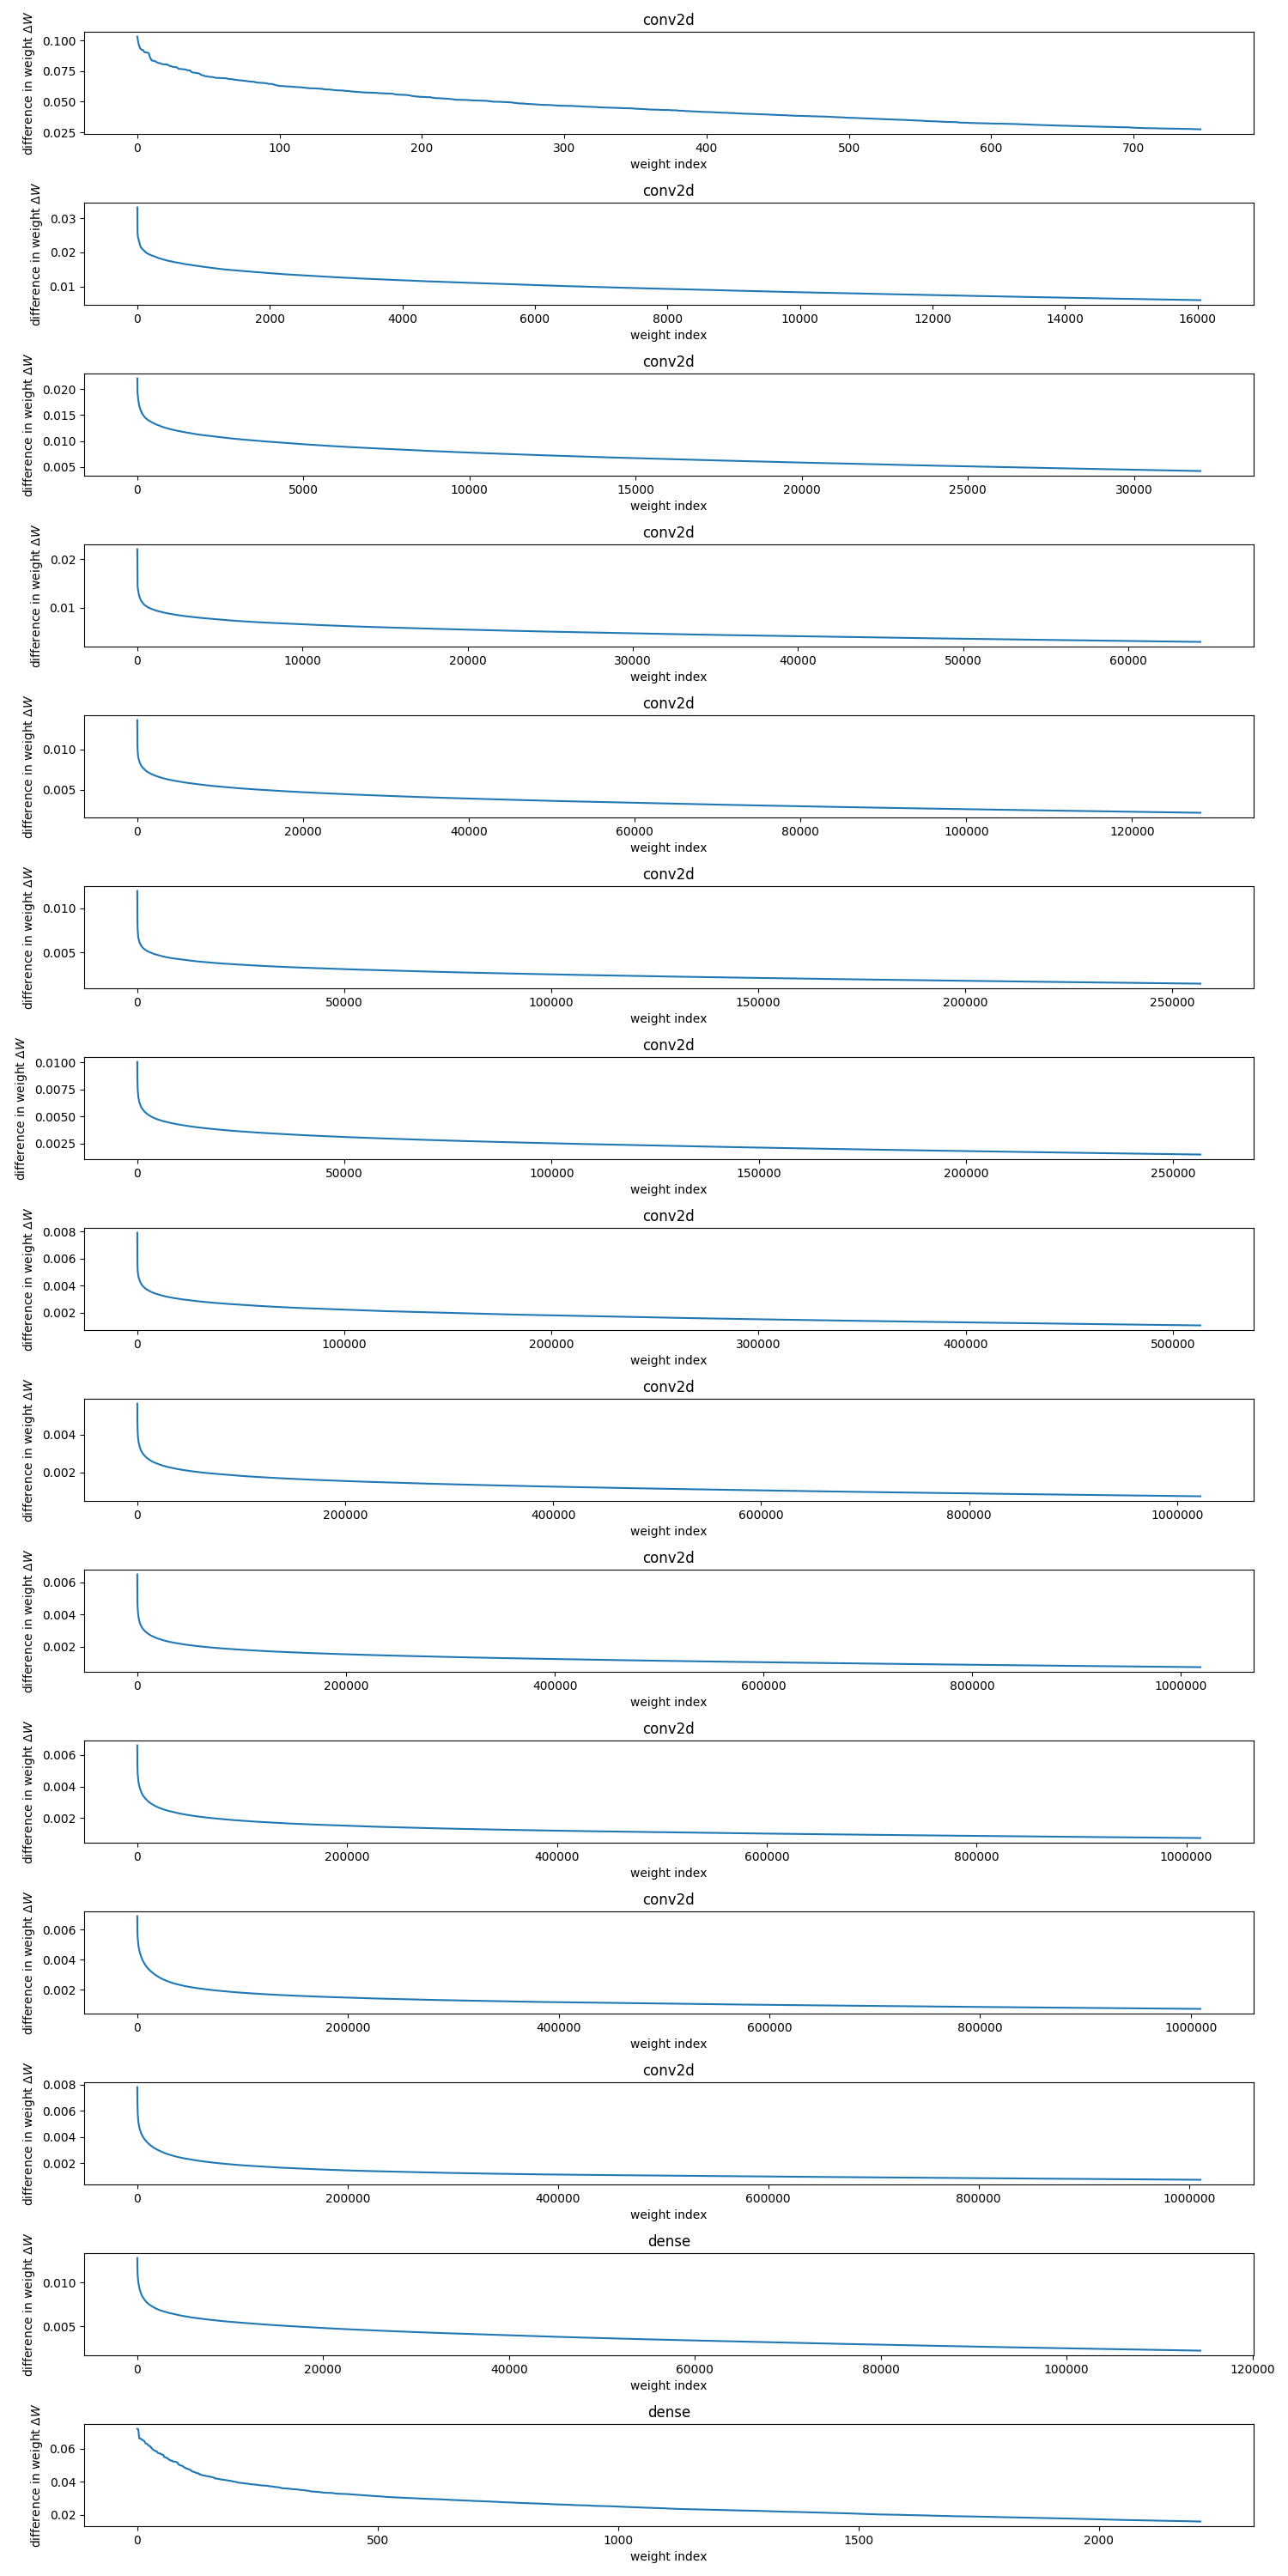 conv2d
difference in weight ΔW
0.100
0.075
0.050
0.025
0 100 200 300 400 500 600 700
weight index
conv2d
difference in weight ΔW
0.03
0.02
0.01
0 2000 4000 6000 8000 10000 12000 14000 16000
weight index
conv2d
difference in weight ΔW
0.020
0.015
0.010
0.005
0 5000 10000 15000 20000 25000 30000
weight index
conv2d
difference in weight ΔW
0.02
0.01
0 10000 20000 30000 40000 50000 60000
weight index
conv2d
difference in weight ΔW
0.010
0.005
0 20000 40000 60000 80000 100000 120000
weight index
conv2d
difference in weight ΔW
0.010
0.005
0 50000 100000 150000 200000 250000
weight index
conv2d
difference in weight ΔW
0.0100
0.0075
0.0050
0.0025
0 50000 100000 150000 200000 250000
weight index
conv2d
difference in weight ΔW
0.008
0.006
0.004
0.002
0 100000 200000 300000 400000 500000
weight index
conv2d
difference in weight ΔW
0.004
0.002
0 200000 400000 600000 800000 1000000
weight index
conv2d
difference in weight ΔW
0.006
0.004
0.002
0 200000 400000 600000 800000 1000000
weight index
conv2d
difference in weight ΔW
0.006
0.004
0.002
0 200000 400000 600000 800000 1000000
weight index
conv2d
difference in weight ΔW
0.006
0.004
0.002
0 200000 400000 600000 800000 1000000
weight index
conv2d
difference in weight ΔW
0.008
0.006
0.004
0.002
0 200000 400000 600000 800000 1000000
weight index
dense
difference in weight ΔW
0.010
0.005
0 20000 40000 60000 80000 100000 120000
weight index
dense
difference in weight ΔW
0.06
0.04
0.02
0 500 1000 1500 2000
weight index